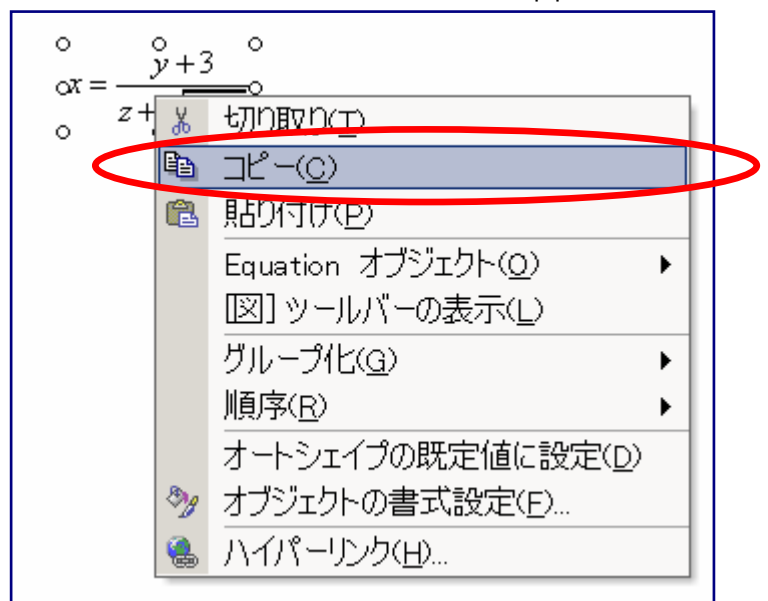 y + 3
x =
z +
切り取り(T)
コピー(C)
貼り付け(P)
Equation オブジェクト(O)
[図] ツールバーの表示(L)
グループ化(G)
順序(R)
オートシェイプの既定値に設定(D)
オブジェクトの書式設定(F)...
ハイパーリンク(H)...